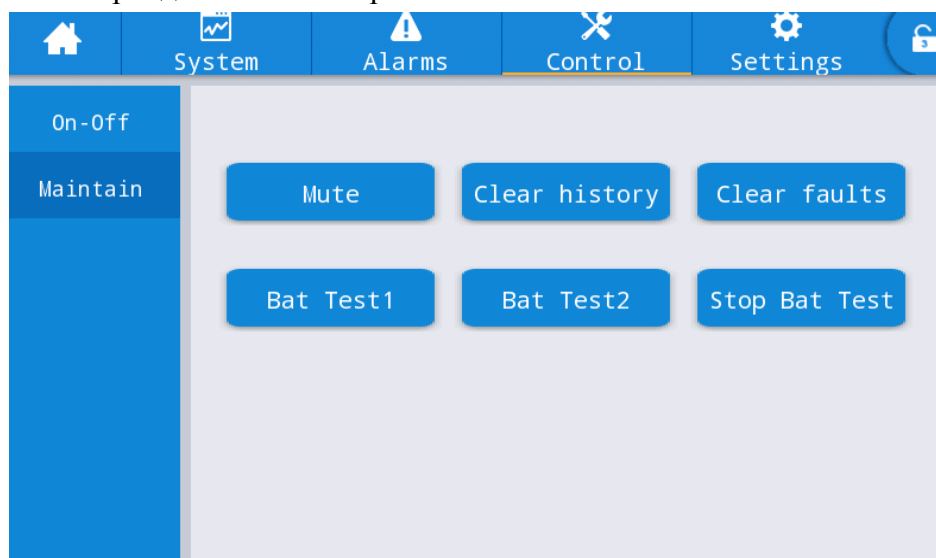 System Alarms Control Settings
3
On-Off
Maintain
Mute Clear history Clear faults
Bat Test1 Bat Test2 Stop Bat Test